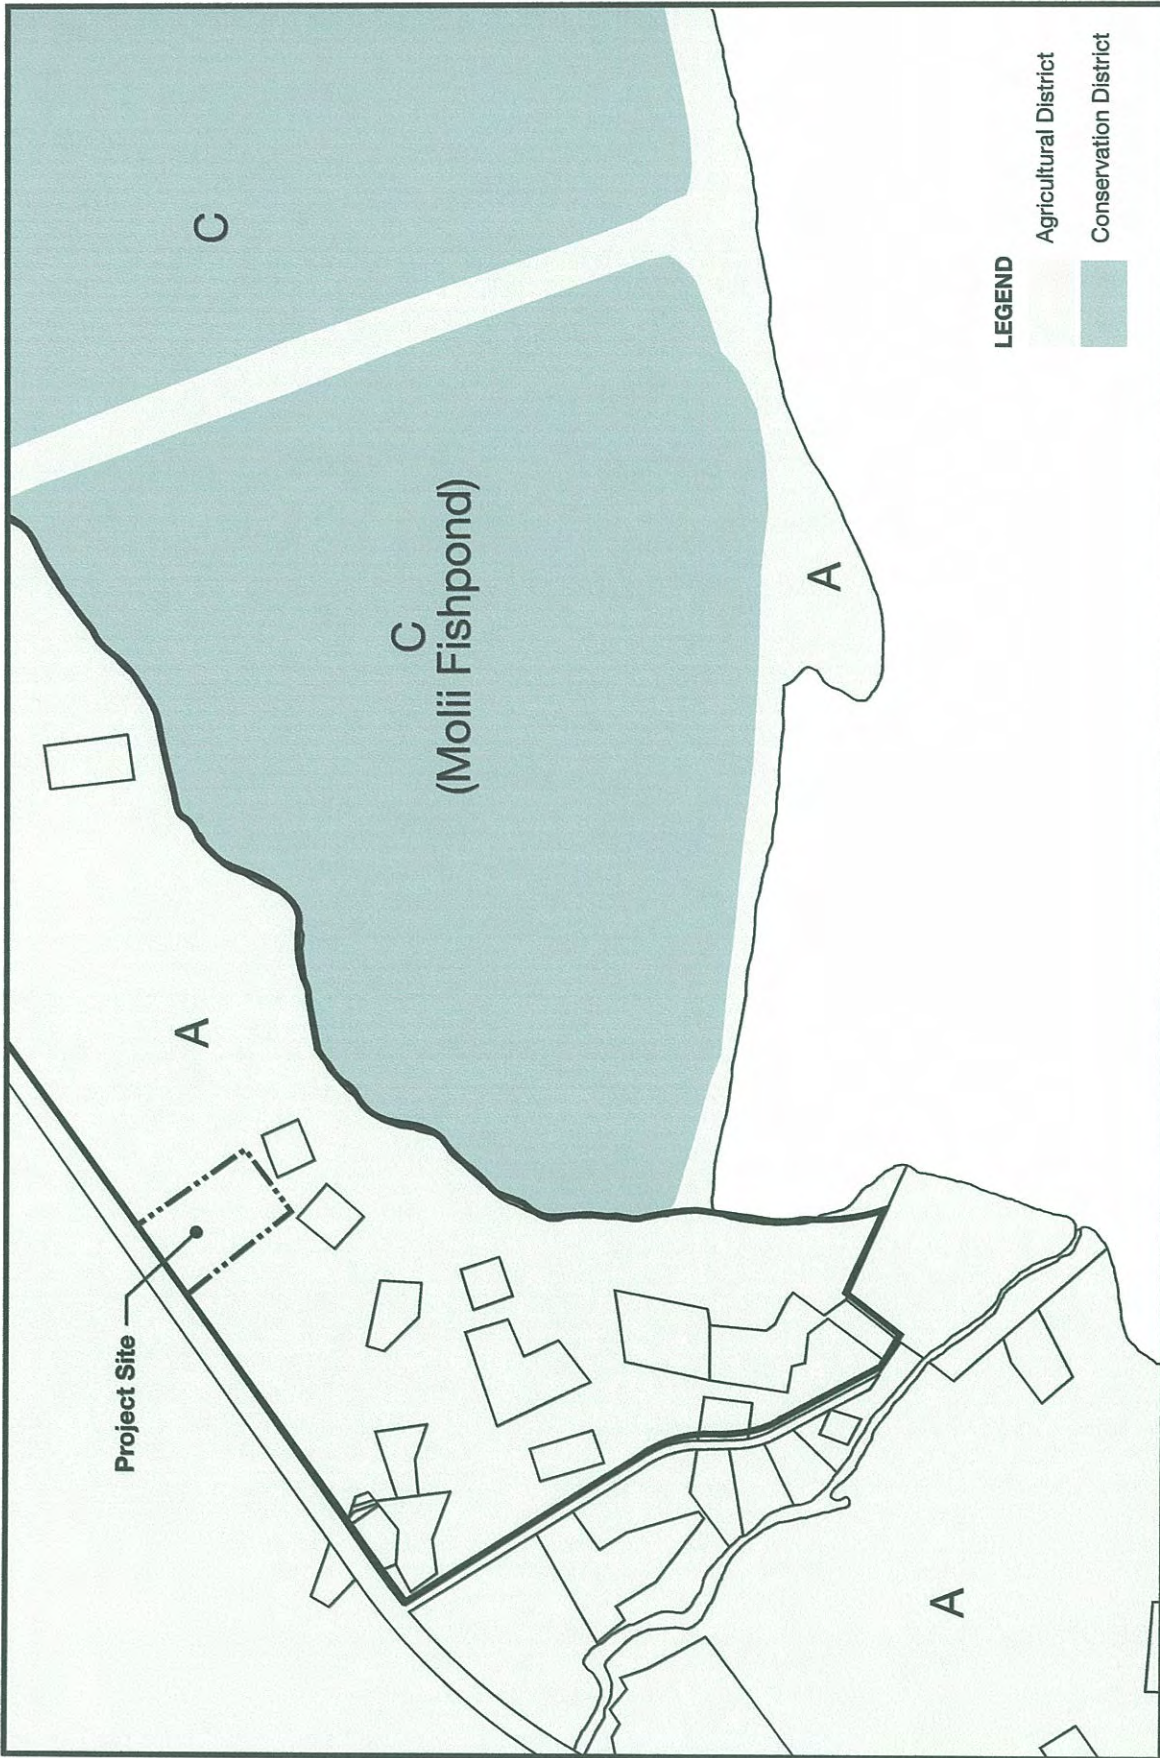 Project Site
A
C
C
(Molii Fishpond)
A
A
LEGEND
Agricultural District
Conservation District